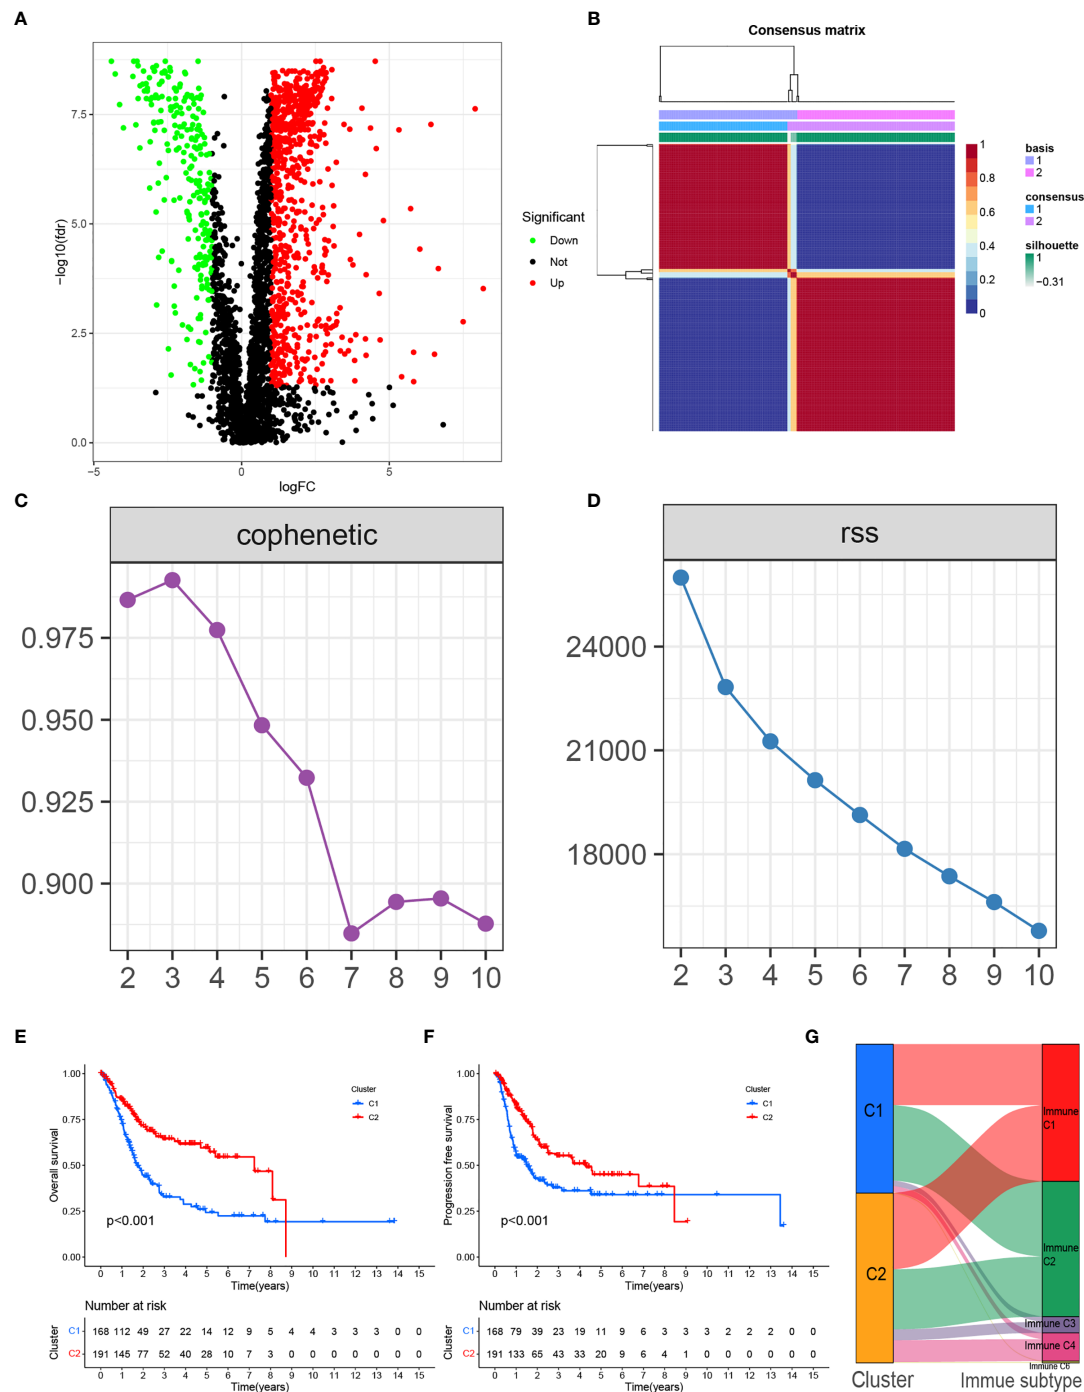 A
−log10(fdr)
7.5
5.0
2.5
0.0
−5
0
5
logFC
Significant
Down
Not
Up
B
Consensus matrix
1
0.8
0.6
0.4
0.2
0
basis
1
2
consensus
1
2
silhouette
1
−0.31
C
cophenetic
0.975
0.950
0.925
0.900
2 3 4 5 6 7 8 9 10
D
rss
24000
21000
18000
2 3 4 5 6 7 8 9 10
E
Overall survival
1.00
0.75
0.50
0.25
0.00
Cluster
C1
C2
p<0.001
0 1 2 3 4 5 6 7 8 9 10 11 12 13 14 15
Time(years)
Number at risk
Cluster
C1 168 112 49 27 22 14 12 9 5 4 4 3 3 3 0 0
C2 191 145 77 52 40 28 10 7 3 0 0 0 0 0 0 0
0 1 2 3 4 5 6 7 8 9 10 11 12 13 14 15
Time(years)
F
Progression free survival
1.00
0.75
0.50
0.25
0.00
Cluster
C1
C2
p<0.001
0 1 2 3 4 5 6 7 8 9 10 11 12 13 14 15
Time(years)
Number at risk
Cluster
C1 168 79 39 23 19 11 9 6 3 3 2 2 2 0 0
C2 191 133 65 43 33 20 9 6 4 1 0 0 0 0 0 0
0 1 2 3 4 5 6 7 8 9 10 11 12 13 14 15
Time(years)
G
C1
C2
Immune
C1
Immune
C2
Immune C3
Immune C4
Immune C6
Cluster
Immue subtype